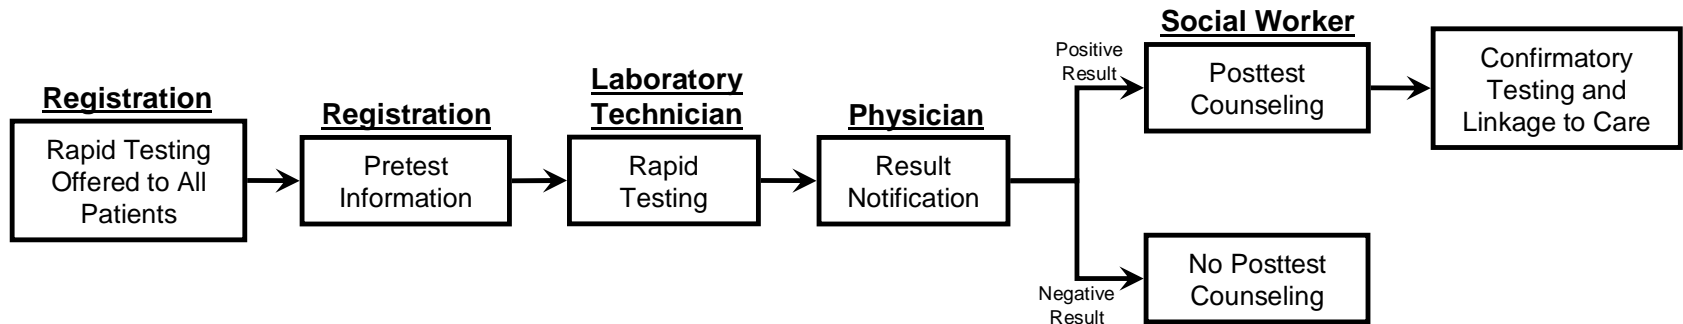 Registration
Rapid Testing
Offered to All
Patients
Registration
Pretest
Information
Laboratory
Technician
Rapid
Testing
Physician
Result
Notification
Positive
Result
Social Worker
Posttest
Counseling
Confirmatory
Testing and
Linkage to Care
Negative
Result
No Posttest
Counseling